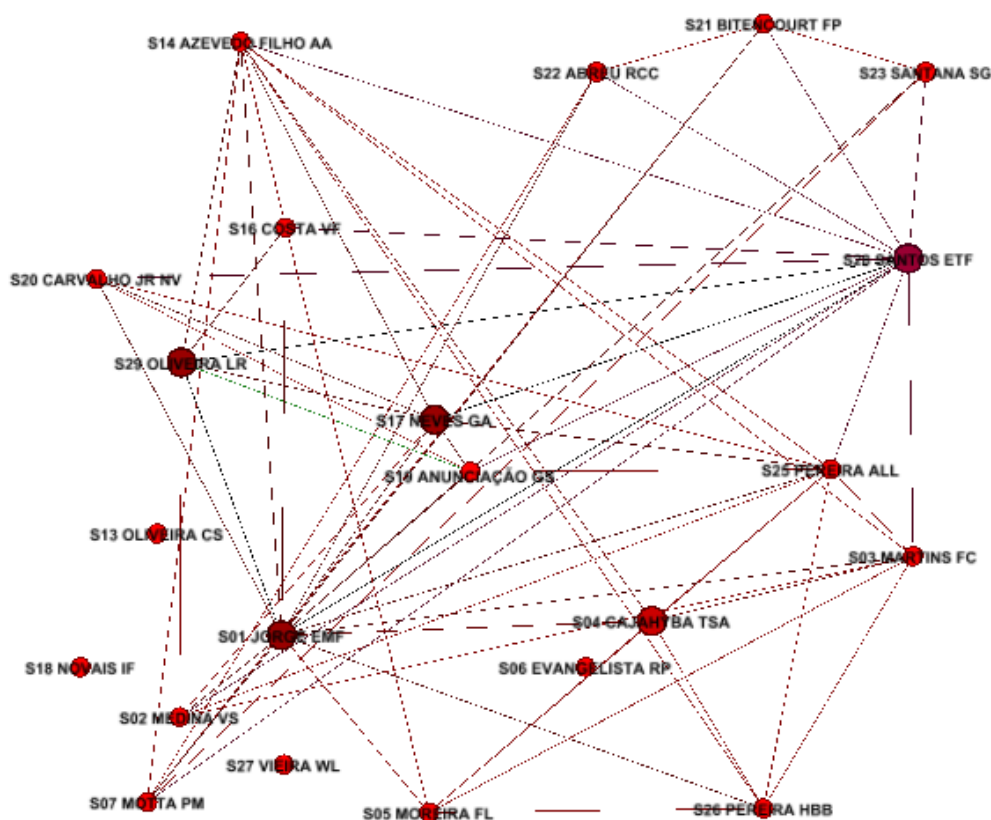 S21 BITENCOURT FP
S14 AZEVEDO FILHO AA
S22 ABREU RCC
S23 SANTANA SG
S16 COSTA VF
SANTOS ETF
S20 CARVALHO JR NV
S29 OLIVEIRA LR
S17 NEVES GA
S19 ANUNCIAÇÃO GS
S25 PEREIRA ALL
S13 OLIVEIRA CS
S03 MARTINS FC
S04 CAJAHYBA TSA
S01 JORGE EMF
S06 EVANGELISTA RP
S18 NOVAIS IF
S02 MEDINA VS
S27 VIEIRA WL
S07 MOTTA PM
S05 MOREIRA FL
S26 PEREIRA HBB